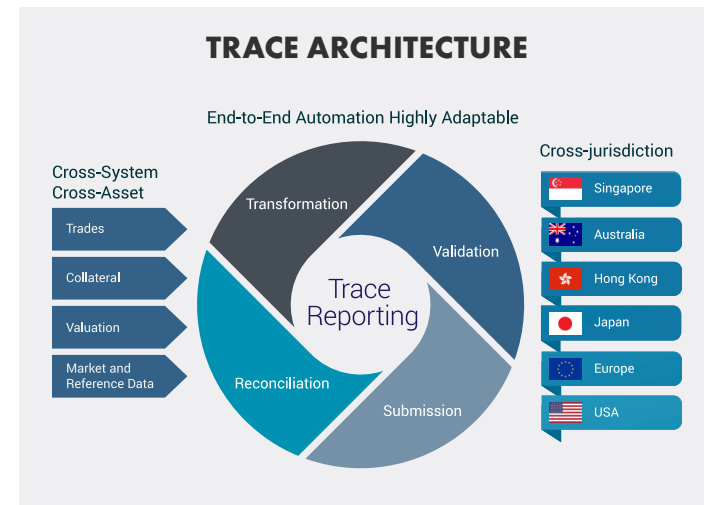 TRACE ARCHITECTURE
End-to-End Automation Highly Adaptable
Cross-System
Cross-Asset
Trades
Collateral
Valuation
Market and
Reference Data
Transformation
Validation
Trace
Reporting
Reconciliation
Submission
Cross-jurisdiction
Singapore
Australia
Hong Kong
Japan
Europe
USA